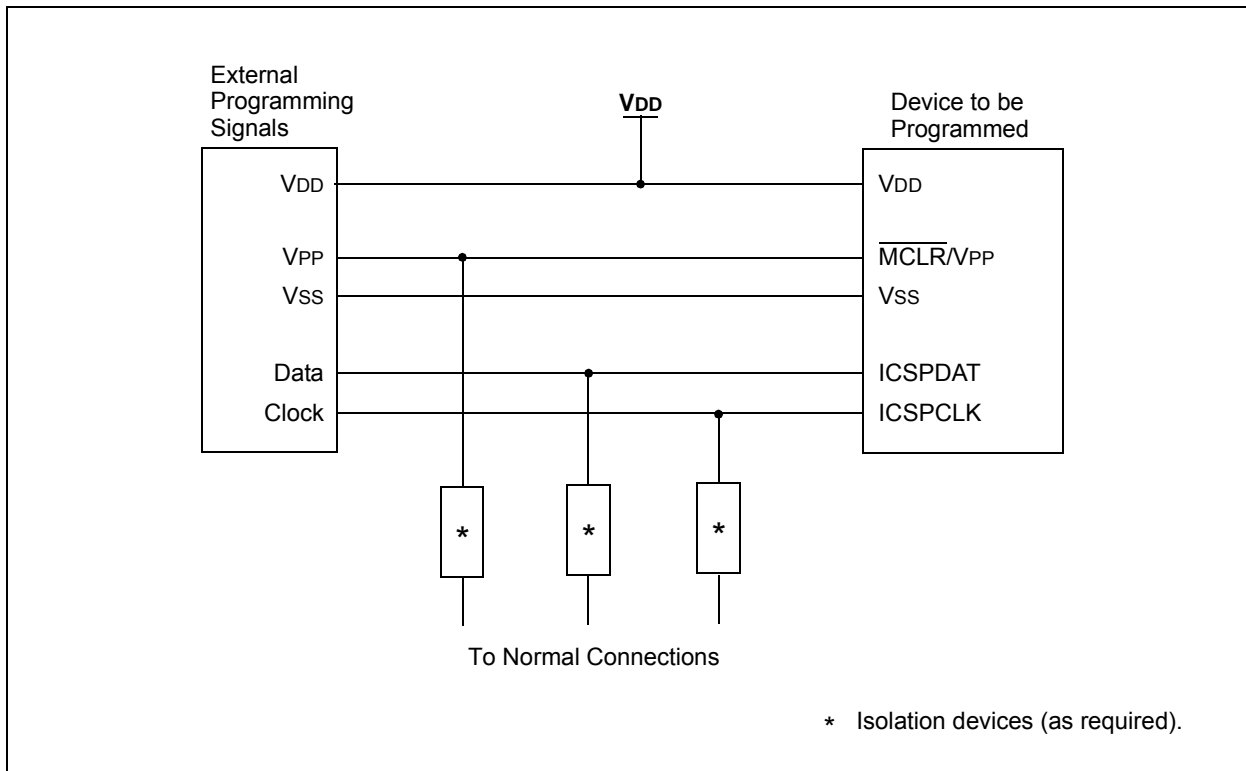 External
Programming
Signals
VDD
Device to be
Programmed
VDD
VDD
VPP
MCLR/VPP
VSS
VSS
Data
ICSPDAT
Clock
ICSPCLK
*
*
*
To Normal Connections
* Isolation devices (as required).